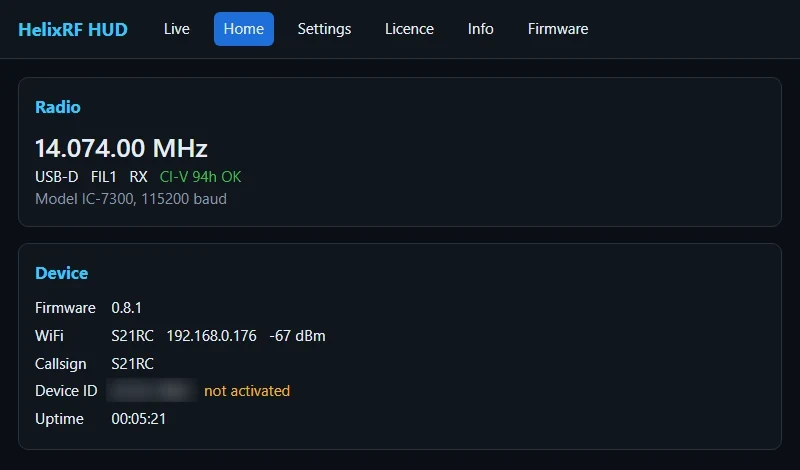 HelixRF HUD Live Home Settings Licence Info Firmware
Radio
14.074.00 MHz
USB-D FIL1 RX CI-V 94h OK
Model IC-7300, 115200 baud
Device
Firmware 0.8.1
WiFi S21RC 192.168.0.176 -67 dBm
Callsign S21RC
Device ID not activated
Uptime 00:05:21